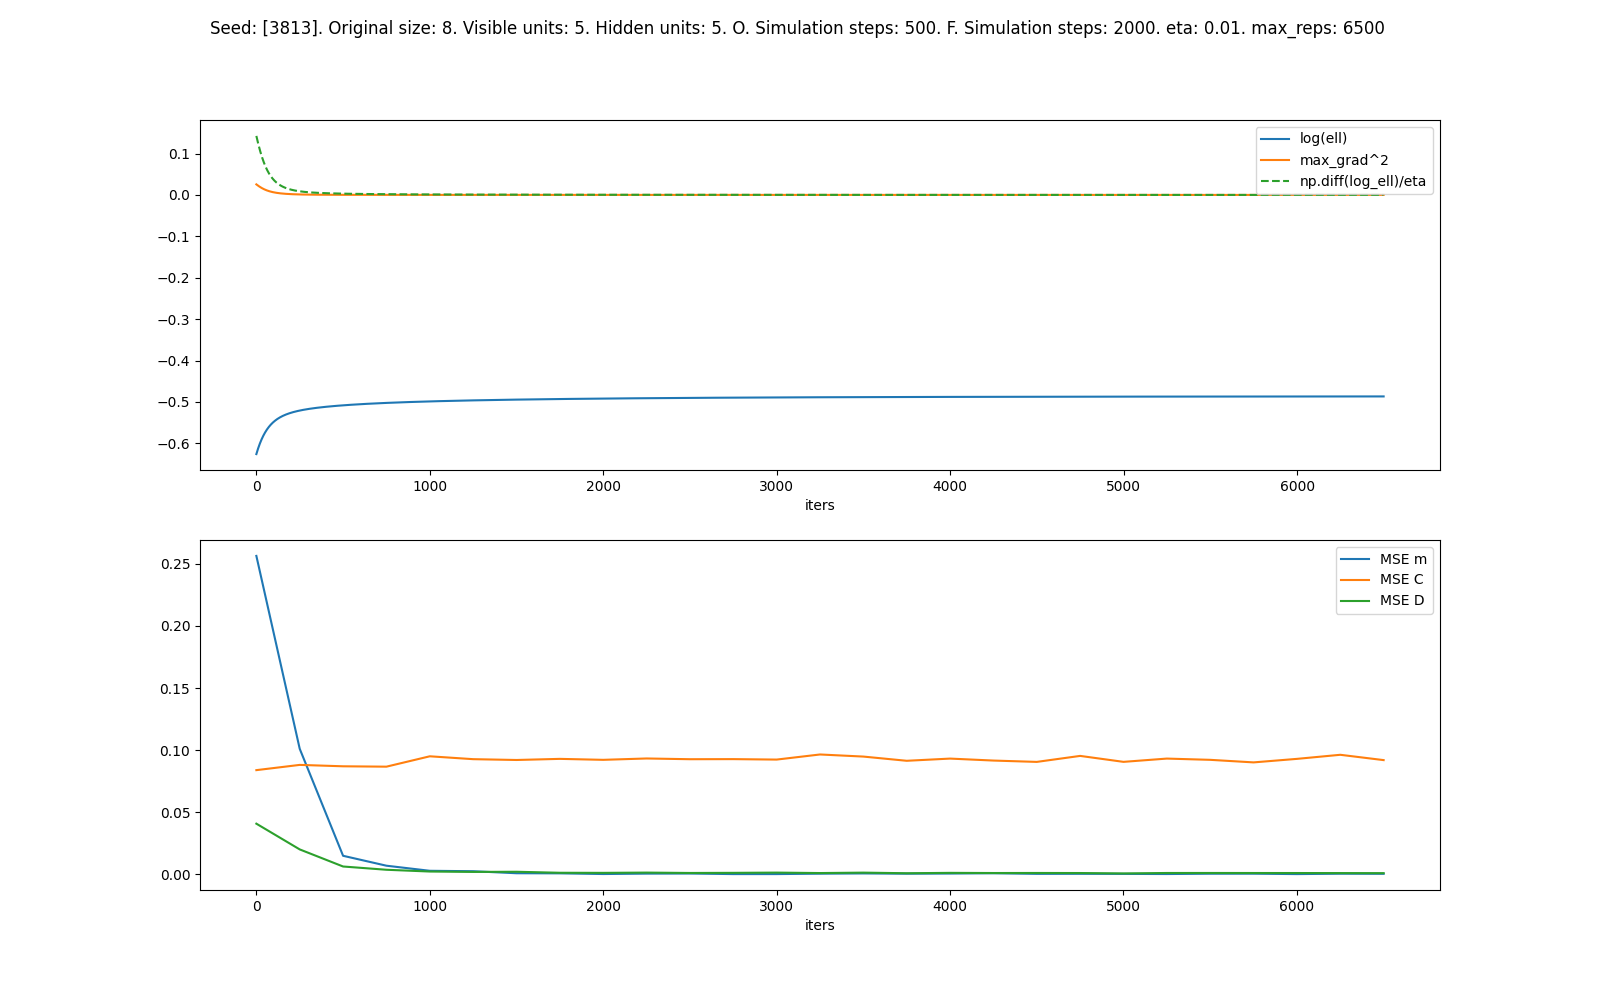 Seed: [3813]. Original size: 8. Visible units: 5. Hidden units: 5. O. Simulation steps: 500. F. Simulation steps: 2000. eta: 0.01. max_reps: 6500
log(ell)
max_grad^2
np.diff(log_ell)/eta
0.1
0.0
−0.1
−0.2
−0.3
−0.4
−0.5
−0.6
0 1000 2000 3000 4000 5000 6000
iters
MSE m
MSE C
MSE D
0.25
0.20
0.15
0.10
0.05
0.00
0 1000 2000 3000 4000 5000 6000
iters